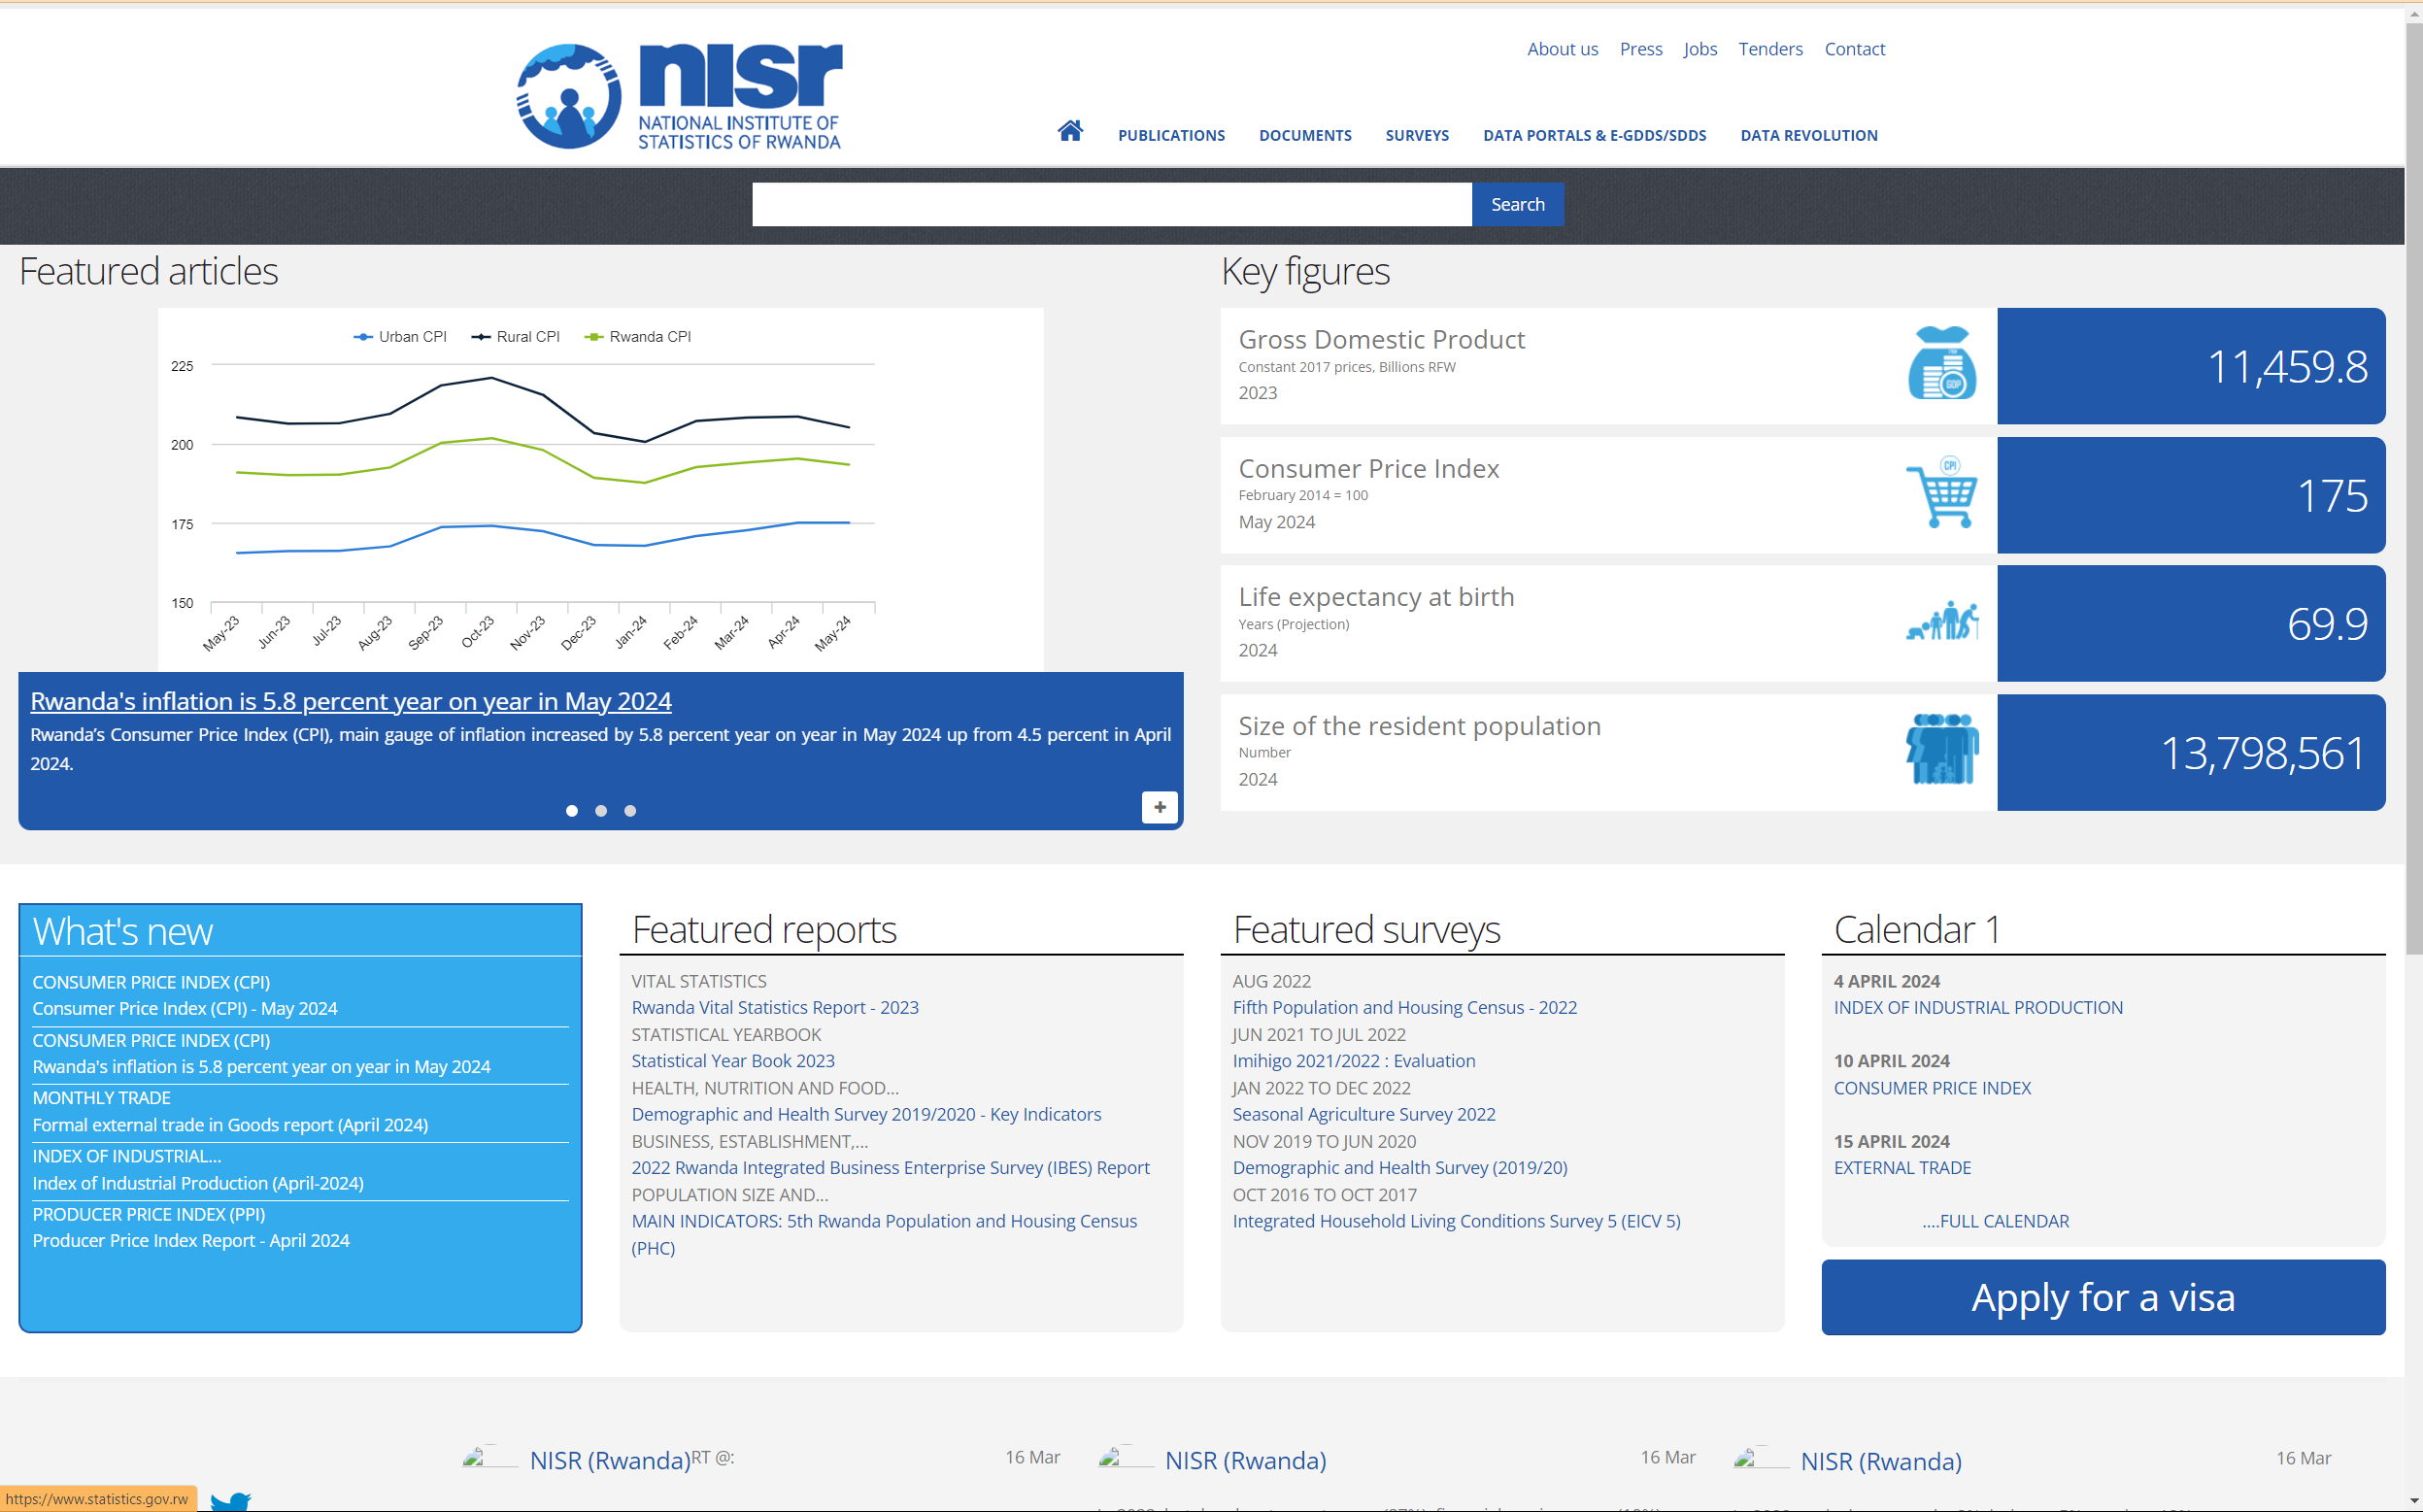 nisr
NATIONAL INSTITUTE OF
STATISTICS OF RWANDA
About us Press Jobs Tenders Contact
PUBLICATIONS DOCUMENTS SURVEYS DATA PORTALS & E-GDDS/SDDS DATA REVOLUTION
Search
Featured articles
Urban CPI Rural CPI Rwanda CPI
225
200
175
150
May-23 Jun-23 Jul-23 Aug-23 Sep-23 Oct-23 Nov-23 Dec-23 Jan-24 Feb-24 Mar-24 Apr-24 May-24
Rwanda's inflation is 5.8 percent year on year in May 2024
Rwanda’s Consumer Price Index (CPI), main gauge of inflation increased by 5.8 percent year on year in May 2024 up from 4.5 percent in April
2024.
Key figures
Gross Domestic Product
Constant 2017 prices, Billions RFW
2023
GDP
11,459.8
Consumer Price Index
February 2014 = 100
May 2024
CPI
175
Life expectancy at birth
Years (Projection)
2024
69.9
Size of the resident population
Number
2024
13,798,561
What's new
CONSUMER PRICE INDEX (CPI)
Consumer Price Index (CPI) - May 2024
CONSUMER PRICE INDEX (CPI)
Rwanda's inflation is 5.8 percent year on year in May 2024
MONTHLY TRADE
Formal external trade in Goods report (April 2024)
INDEX OF INDUSTRIAL...
Index of Industrial Production (April-2024)
PRODUCER PRICE INDEX (PPI)
Producer Price Index Report - April 2024
Featured reports
VITAL STATISTICS
Rwanda Vital Statistics Report - 2023
STATISTICAL YEARBOOK
Statistical Year Book 2023
HEALTH, NUTRITION AND FOOD...
Demographic and Health Survey 2019/2020 - Key Indicators
BUSINESS, ESTABLISHMENT,...
2022 Rwanda Integrated Business Enterprise Survey (IBES) Report
POPULATION SIZE AND...
MAIN INDICATORS: 5th Rwanda Population and Housing Census
(PHC)
Featured surveys
AUG 2022
Fifth Population and Housing Census - 2022
JUN 2021 TO JUL 2022
Imihigo 2021/2022 : Evaluation
JAN 2022 TO DEC 2022
Seasonal Agriculture Survey 2022
NOV 2019 TO JUN 2020
Demographic and Health Survey (2019/20)
OCT 2016 TO OCT 2017
Integrated Household Living Conditions Survey 5 (EICV 5)
Calendar 1
4 APRIL 2024
INDEX OF INDUSTRIAL PRODUCTION
10 APRIL 2024
CONSUMER PRICE INDEX
15 APRIL 2024
EXTERNAL TRADE
....FULL CALENDAR
Apply for a visa
NISR (Rwanda)RT @: 16 Mar
NISR (Rwanda) 16 Mar
NISR (Rwanda) 16 Mar
https://www.statistics.gov.rw